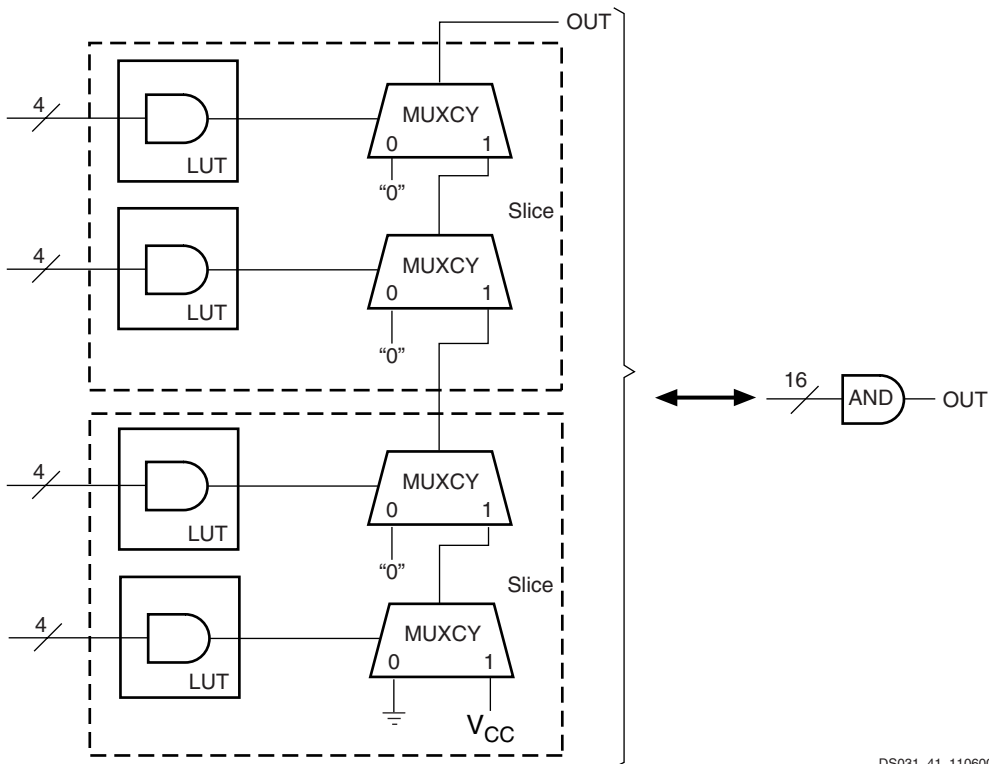 OUT
4
LUT
MUXCY
0 1
“0”
Slice
4
LUT
MUXCY
0 1
“0”
16
AND
OUT
4
LUT
MUXCY
0 1
“0”
Slice
4
LUT
MUXCY
0 1
VCC
DS031_41_110600